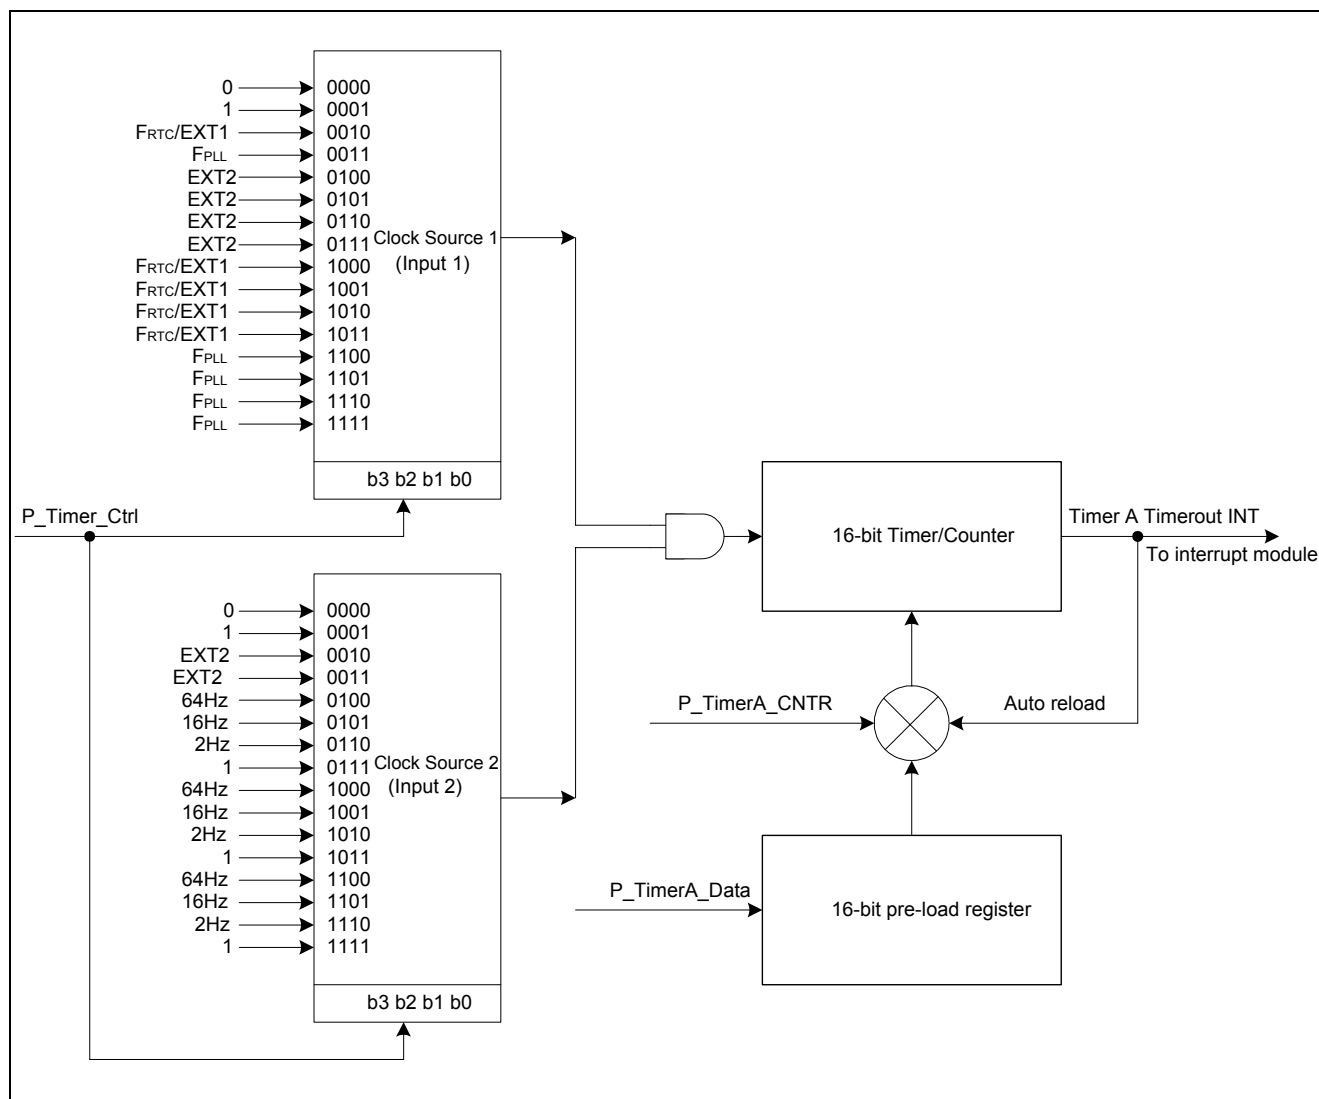 0 0000
1 0001
FRTC/EXT1 0010
FPLL 0011
EXT2 0100
EXT2 0101
EXT2 0110
EXT2 0111
Clock Source 1
(Input 1)
FRTC/EXT1 1000
FRTC/EXT1 1001
FRTC/EXT1 1010
FRTC/EXT1 1011
FPLL 1100
FPLL 1101
FPLL 1110
FPLL 1111
b3 b2 b1 b0
P_Timer_Ctrl
16-bit Timer/Counter
Timer A Timerout INT
To interrupt module
0 0000
1 0001
EXT2 0010
EXT2 0011
64Hz 0100
16Hz 0101
2Hz 0110
1 0111
Clock Source 2
(Input 2)
64Hz 1000
16Hz 1001
2Hz 1010
1 1011
64Hz 1100
16Hz 1101
2Hz 1110
1 1111
b3 b2 b1 b0
P_TimerA_CNTR
Auto reload
P_TimerA_Data
16-bit pre-load register